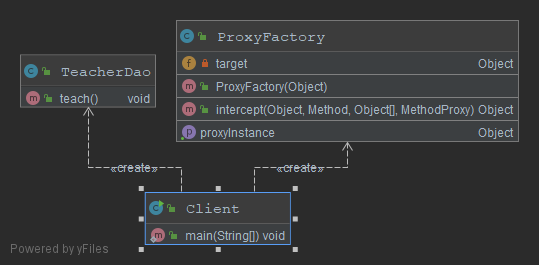 ProxyFactory
target Object
ProxyFactory(Object)
intercept(Object, Method, Object[], MethodProxy) Object
proxyInstance Object
TeacherDao
teach() void
«create»
«create»
Client
main(String[]) void
Powered by yFiles